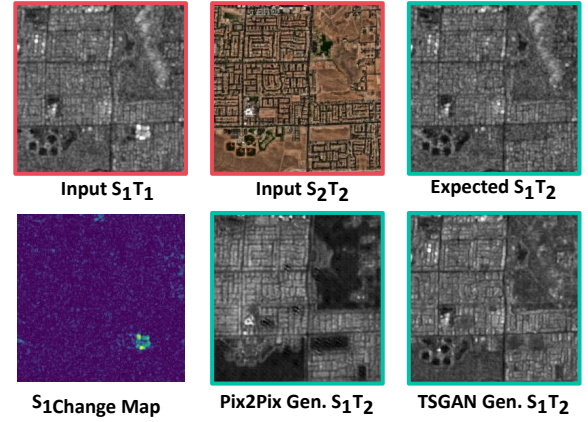 Input S1T1
Input S2T2
Expected S1T2
S1Change Map
Pix2Pix Gen. S1T2
TSGAN Gen. S1T2